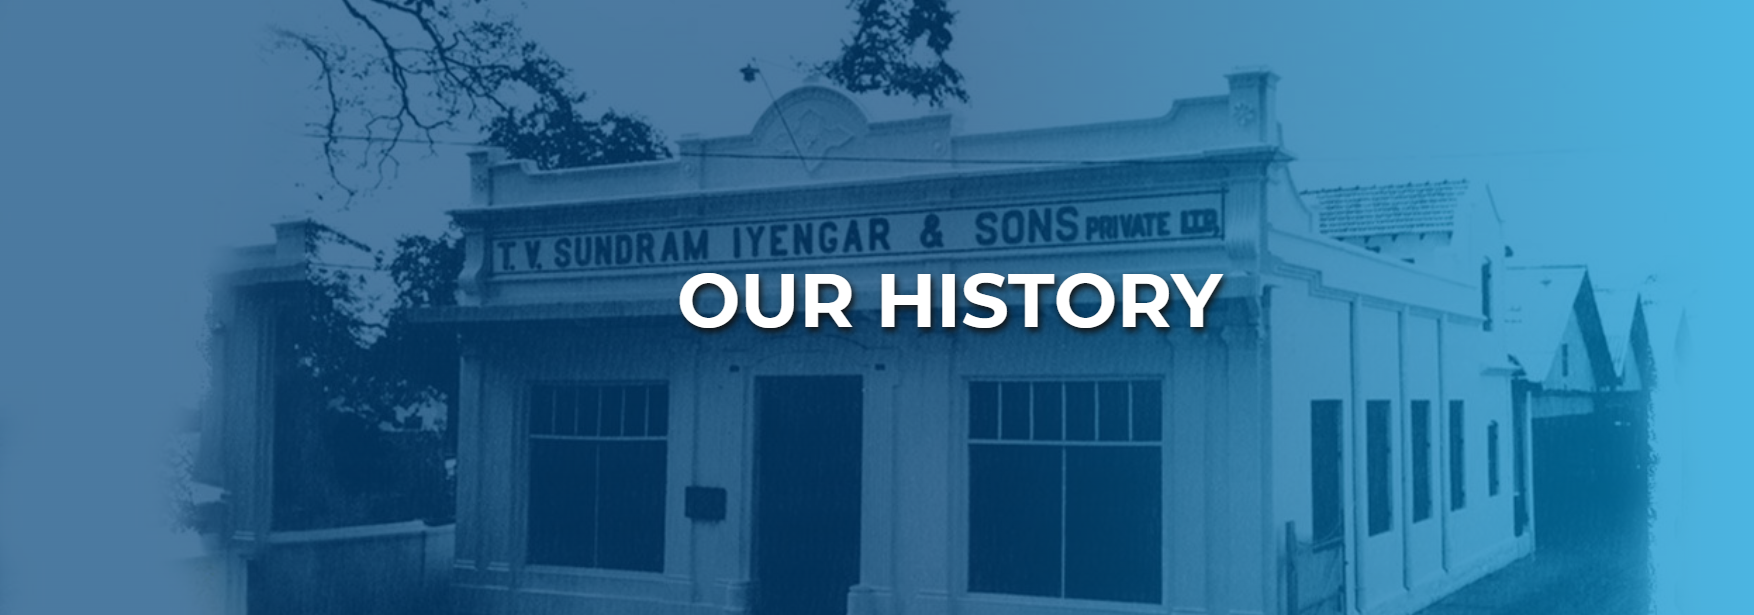 T. V. SUNDRAM IYENGAR & SONS PRIVATE LTD.
OUR HISTORY